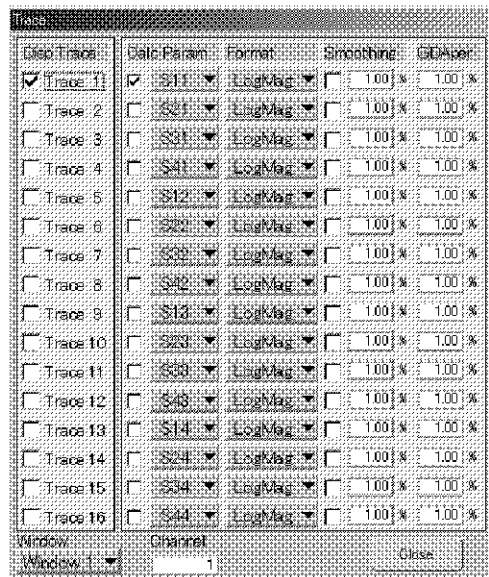 Trace
Disp Trace Calc Param Format Smoothing GDAper
Trace 1 S11 LogMag 1.00 % 1.00 %
Trace 2 S21 LogMag 1.00 % 1.00 %
Trace 3 S31 LogMag 1.00 % 1.00 %
Trace 4 S41 LogMag 1.00 % 1.00 %
Trace 5 S12 LogMag 1.00 % 1.00 %
Trace 6 S22 LogMag 1.00 % 1.00 %
Trace 7 S32 LogMag 1.00 % 1.00 %
Trace 8 S42 LogMag 1.00 % 1.00 %
Trace 9 S13 LogMag 1.00 % 1.00 %
Trace 10 S23 LogMag 1.00 % 1.00 %
Trace 11 S33 LogMag 1.00 % 1.00 %
Trace 12 S43 LogMag 1.00 % 1.00 %
Trace 13 S14 LogMag 1.00 % 1.00 %
Trace 14 S24 LogMag 1.00 % 1.00 %
Trace 15 S34 LogMag 1.00 % 1.00 %
Trace 16 S44 LogMag 1.00 % 1.00 %
Window Channel
Window 1 1 Close